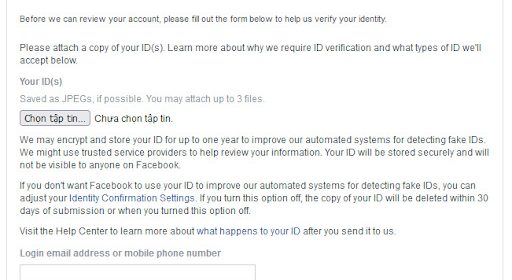 Before we can review your account, please fill out the form below to help us verify your identity.
Please attach a copy of your ID(s). Learn more about why we require ID verification and what types of ID we'll
accept below.
Your ID(s)
Saved as JPEGs, if possible. You may attach up to 3 files.
Chọn tập tin... Chưa chọn tập tin.
We may encrypt and store your ID for up to one year to improve our automated systems for detecting fake IDs.
We might use trusted service providers to help review your information. Your ID will be stored securely and will
not be visible to anyone on Facebook.
If you don't want Facebook to use your ID to improve our automated systems for detecting fake IDs, you can
adjust your Identity Confirmation Settings. If you turn this option off, the copy of your ID will be deleted within 30
days of submission or when you turned this option off.
Visit the Help Center to learn more about what happens to your ID after you send it to us.
Login email address or mobile phone number